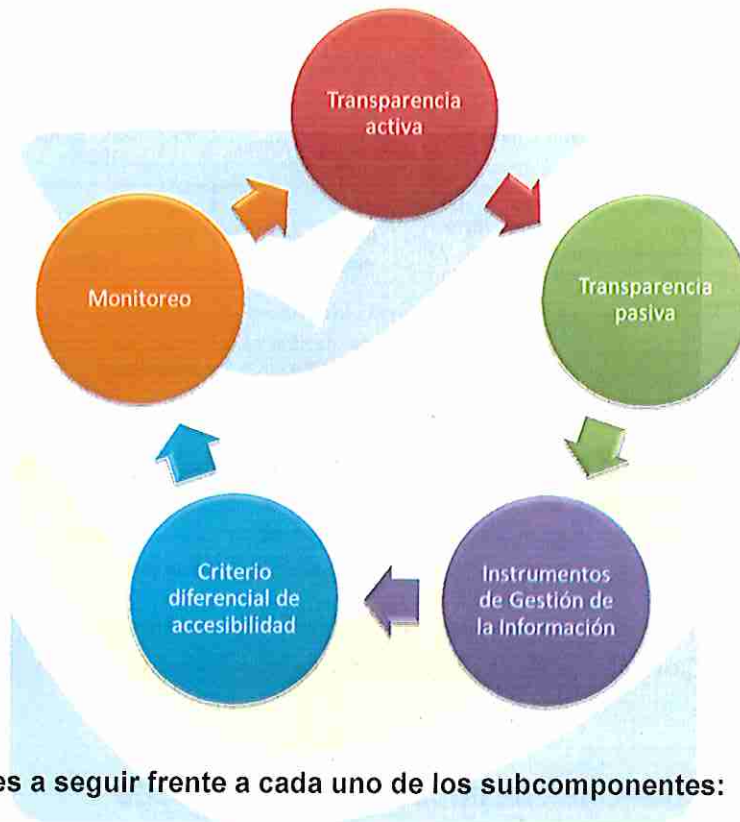 Transparencia
activa
Transparencia
pasiva
Instrumentos
de Gestión de
la Información
Criterio
diferencial de
accesibilidad
Monitoreo
es a seguir frente a cada uno de los subcomponentes: